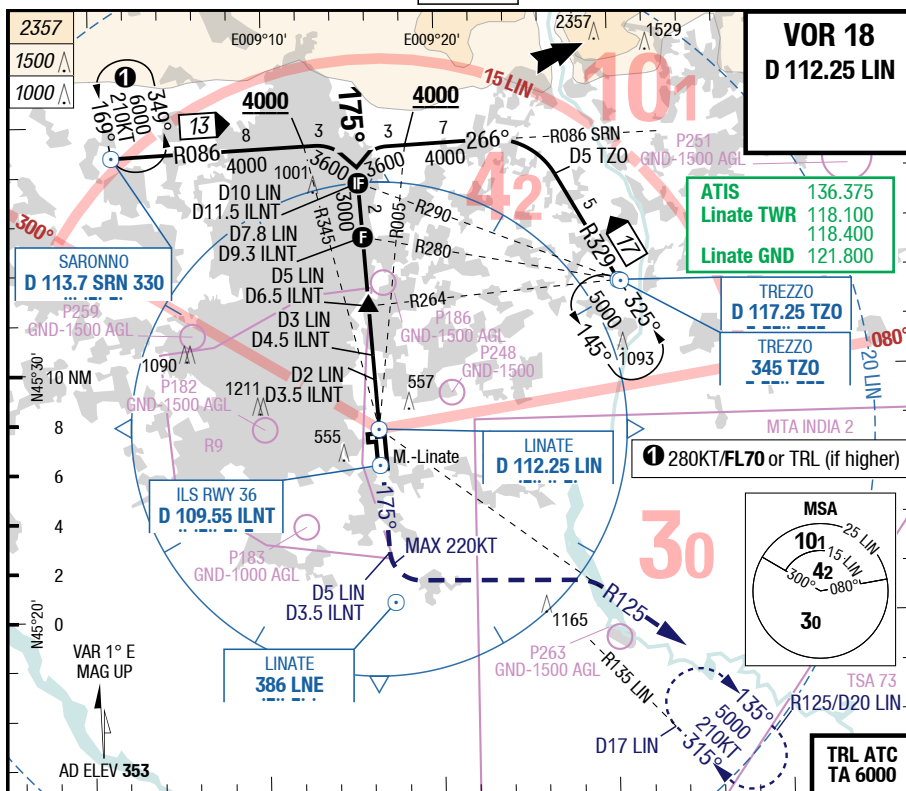 2357
1500
1000
E009°10'
E009°20'
2357
1529
VOR 18
D 112.25 LIN
1
349°
169°
6000
210KT
13
R086
8
4000
4000
3
3600
175°
4000
3
3600
7
4000
266°
R086 SRN
D5 TZO
15 LIN
101
42
P251
GND-1500 AGL
1001
IF
D10 LIN
D11.5 ILNT
3000
2
R345
R005
R290
R280
R264
F
D7.8 LIN
D9.3 ILNT
5
R329
17
ATIS 136.375
Linate TWR 118.100
118.400
Linate GND 121.800
300°
SARONNO
D 113.7 SRN 330
D5 LIN
D6.5 ILNT
P259
GND-1500 AGL
D3 LIN
D4.5 ILNT
P186
GND-1500 AGL
5000
325°
145°
1093
TREZZO
D 117.25 TZO
TREZZO
345 TZO
080°
20 LIN
N45°30'
10 NM
1090
P182
GND-1500 AGL
1211
D2 LIN
D3.5 ILNT
557
P248
GND-1500
R9
555
M.-Linate
8
6
4
2
0
LINATE
D 112.25 LIN
MTA INDIA 2
1 280KT/FL70 or TRL (if higher)
ILS RWY 36
D 109.55 ILNT
175°
P183
GND-1000 AGL
MAX 220KT
D5 LIN
D3.5 ILNT
30
MSA
101
25 LIN
15 LIN
42
300°
080°
30
N45°20'
LINATE
386 LNE
1165
R125
P263
GND-1500 AGL
R135 LIN
VAR 1° E
MAG UP
TSA 73
R125/D20 LIN
135°
5000
210KT
315°
D17 LIN
AD ELEV 353
TRL ATC
TA 6000